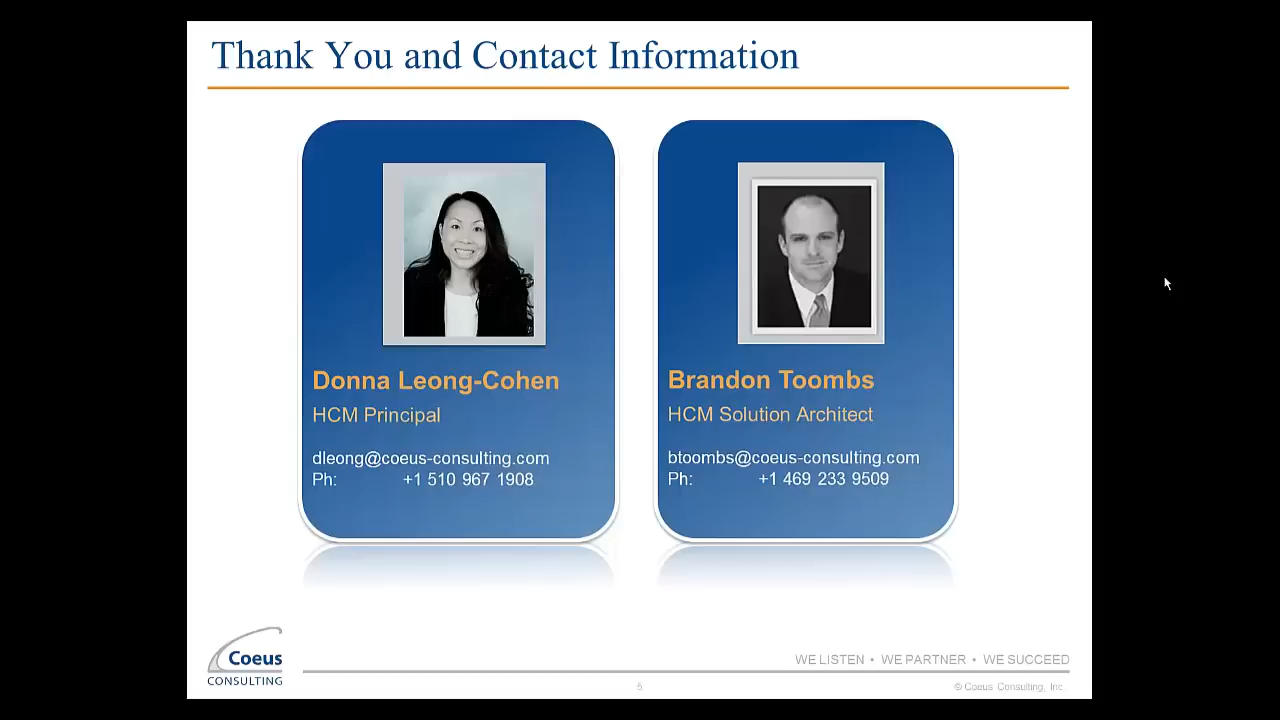 Thank You and Contact Information
Donna Leong-Cohen
HCM Principal
dleong@coeus-consulting.com
Ph: +1 510 967 1908
Brandon Toombs
HCM Solution Architect
btoombs@coeus-consulting.com
Ph: +1 469 233 9509
Coeus
CONSULTING
WE LISTEN • WE PARTNER • WE SUCCEED
5
© Coeus Consulting, Inc.